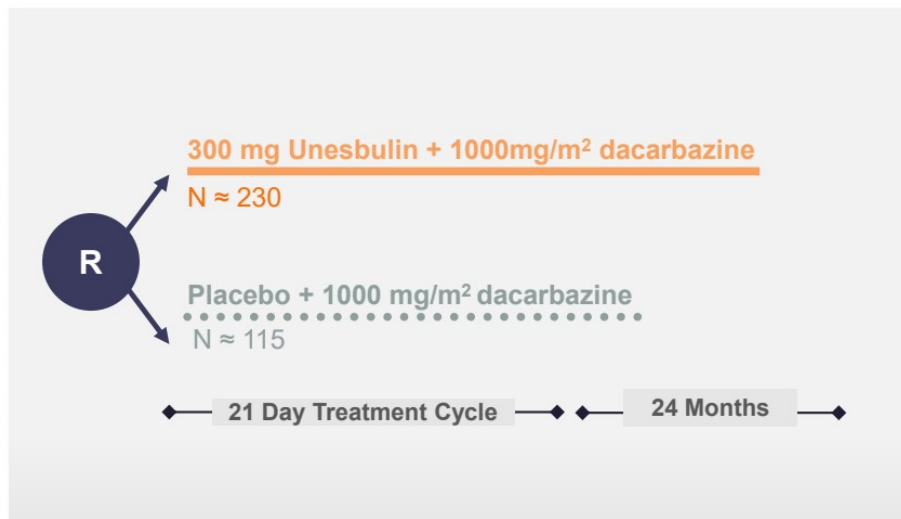 300 mg Unesbulin + 1000mg/m² dacarbazine
N ≈ 230
R
Placebo + 1000 mg/m² dacarbazine
N ≈ 115
21 Day Treatment Cycle
24 Months